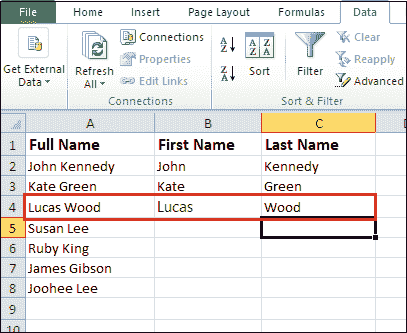 File Home Insert Page Layout Formulas Data
Get External Data
Refresh All
Connections
Properties
Edit Links
Connections
A Z
Z A
Sort
Filter
Clear
Reapply
Advanced
Sort & Filter
A B C
1 Full Name First Name Last Name
2 John Kennedy John Kennedy
3 Kate Green Kate Green
4 Lucas Wood Lucas Wood
5 Susan Lee
6 Ruby King
7 James Gibson
8 Joohee Lee
9
10